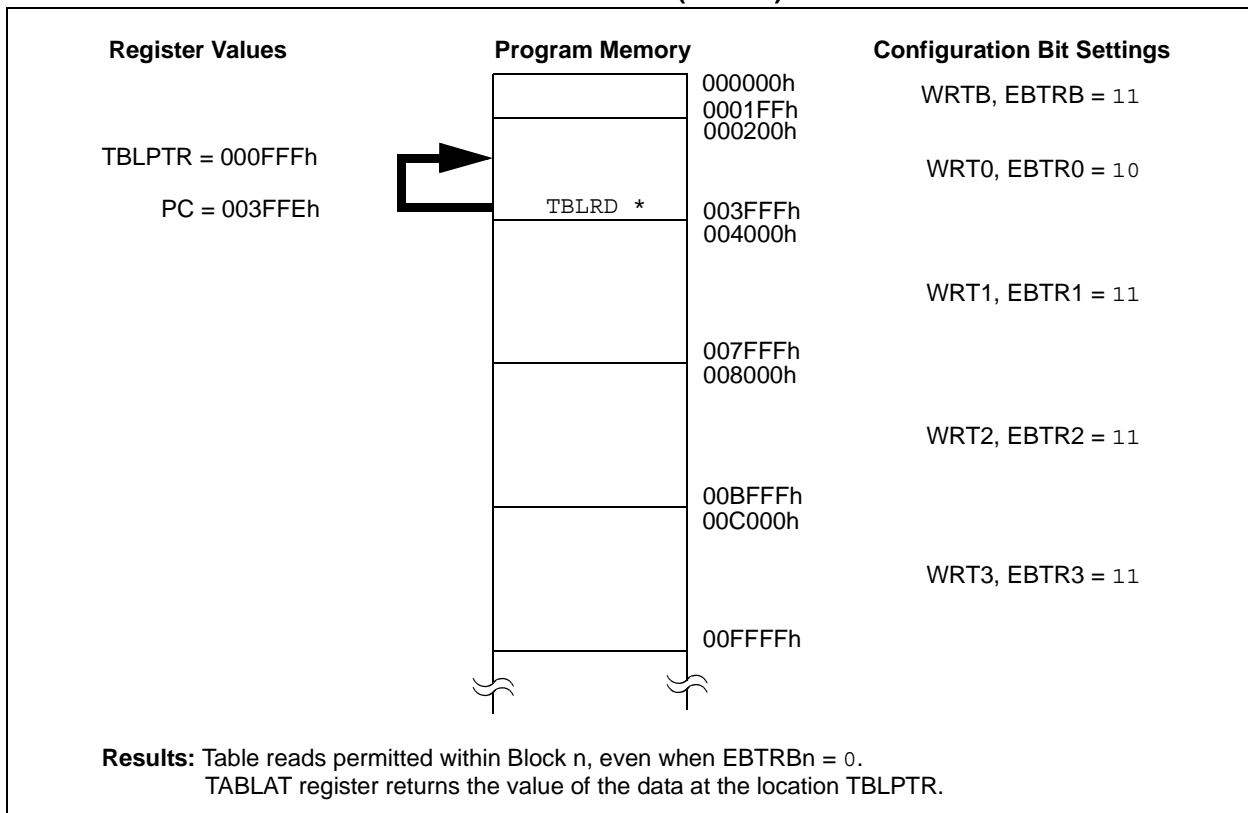 Register Values
Program Memory
Configuration Bit Settings
000000h
WRTB, EBTRB = 11
0001FFh
000200h
TBLPTR = 000FFFh
WRT0, EBTR0 = 10
PC = 003FFEh
TBLRD *
003FFFh
004000h
WRT1, EBTR1 = 11
007FFFh
008000h
WRT2, EBTR2 = 11
00BFFFh
00C000h
WRT3, EBTR3 = 11
00FFFFh
Results: Table reads permitted within Block n, even when EBTRBn = 0.
TABLAT register returns the value of the data at the location TBLPTR.